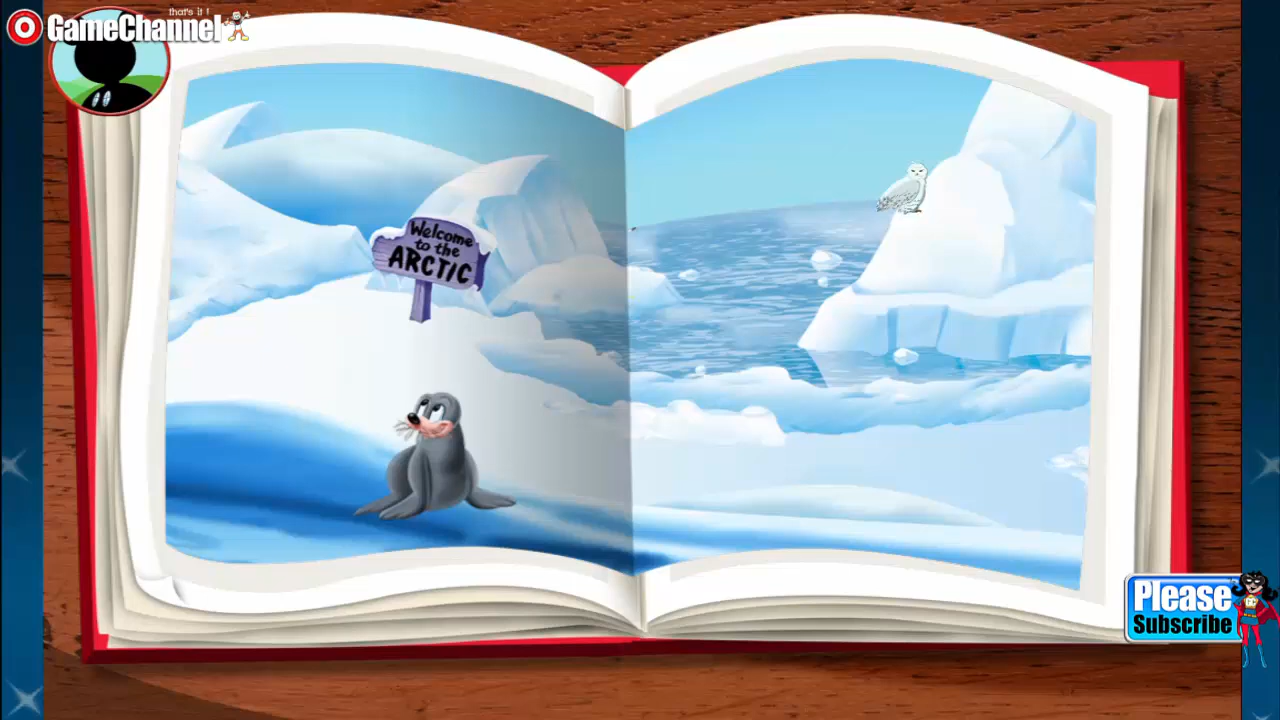 that's it !
GameChannel
Welcome
to the
ARCTIC
Please
Subscribe